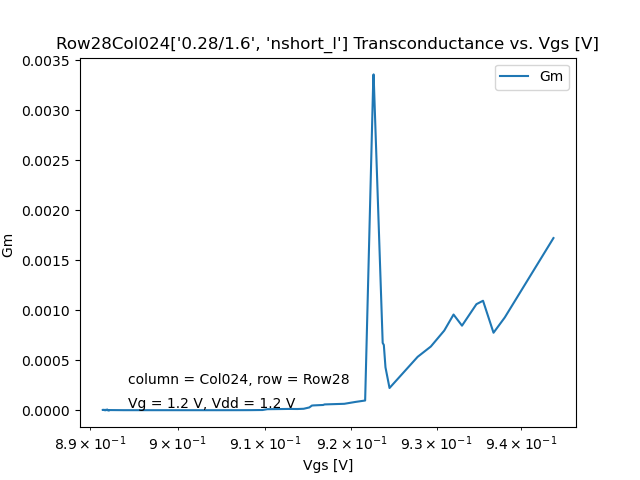 Row28Col024['0.28/1.6', 'nshort_l'] Transconductance vs. Vgs [V]
0.0035
0.0030
0.0025
0.0020
0.0015
0.0010
0.0005
0.0000
Gm
Gm
column = Col024, row = Row28
Vg = 1.2 V, Vdd = 1.2 V
8.9 × 10⁻¹ 9 × 10⁻¹ 9.1 × 10⁻¹ 9.2 × 10⁻¹ 9.3 × 10⁻¹ 9.4 × 10⁻¹
Vgs [V]